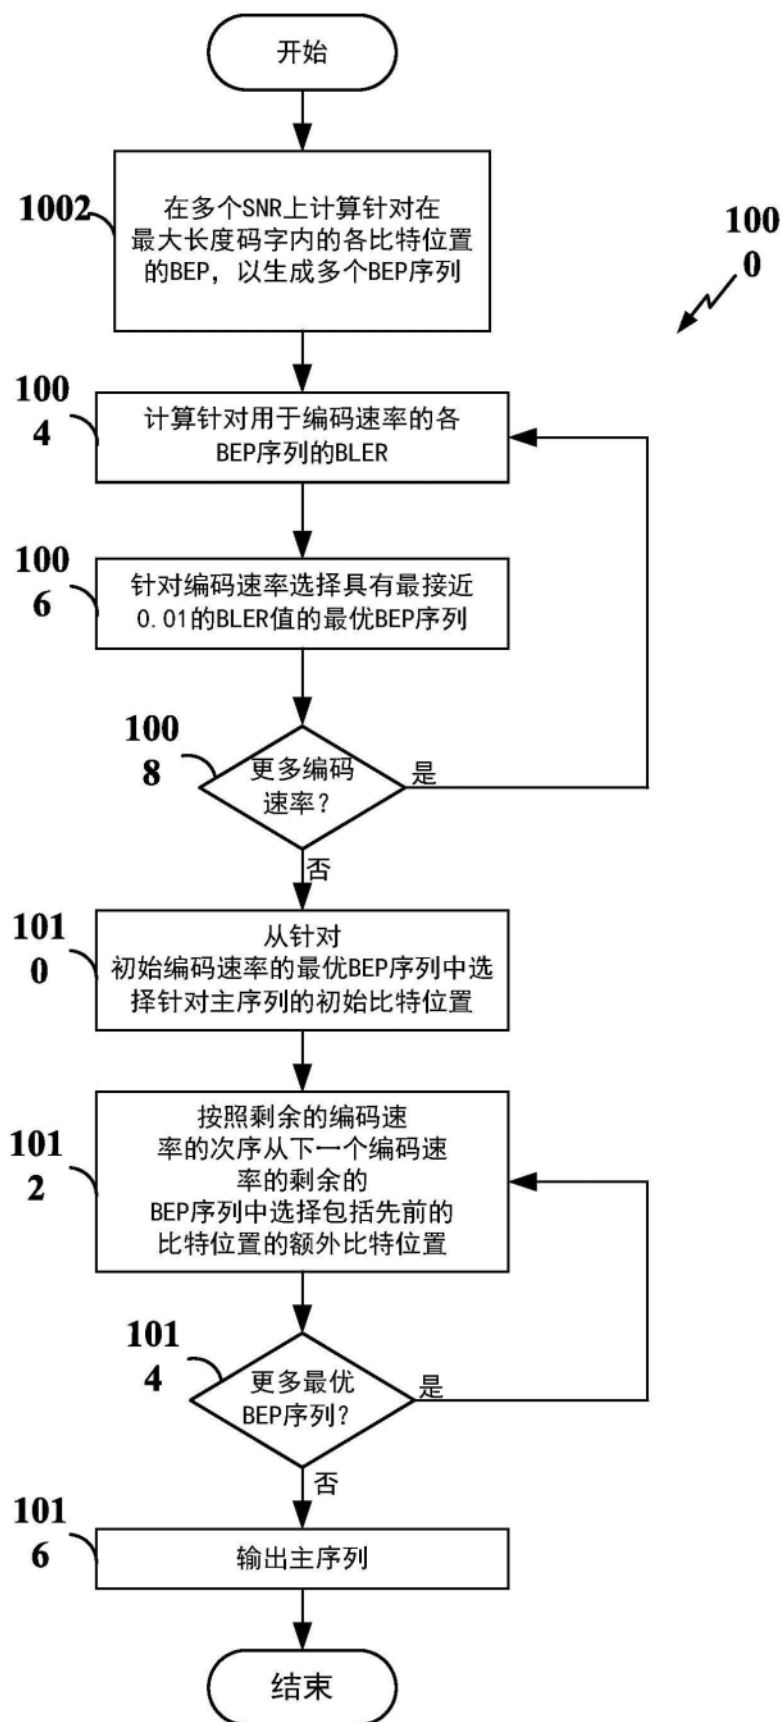 开始
1002
在多个SNR上计算针对在
最大长度码字内的各比特位置
的BEP，以生成多个BEP序列
100
0
100
4
计算针对用于编码速率的各
BEP序列的BLER
100
6
针对编码速率选择具有最接近
0.01的BLER值的最优BEP序列
100
8
更多编码
速率？
是
否
101
0
从针对
初始编码速率的最优BEP序列中选
择针对主序列的初始比特位置
101
2
按照剩余的编码速
率的次序从下一个编码速
率的剩余的
BEP序列中选择包括先前的
比特位置的额外比特位置
101
4
更多最优
BEP序列？
是
否
101
6
输出主序列
结束